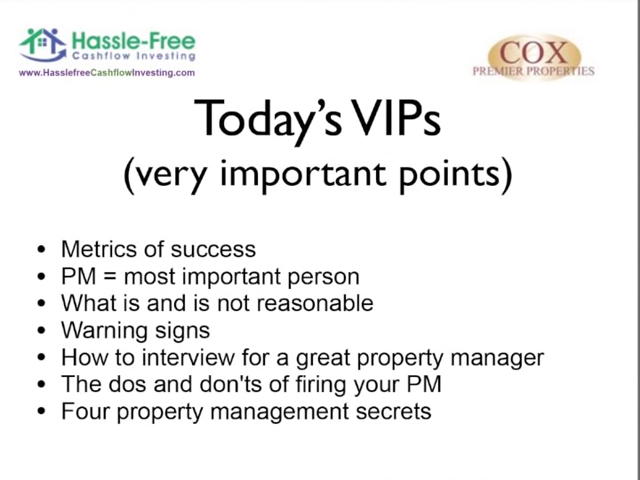 Hassle-Free
Cashflow Investing
www.HasslefreeCashflowInvesting.com
COX
PREMIER PROPERTIES
Today's VIPs
(very important points)
• Metrics of success
• PM = most important person
• What is and is not reasonable
• Warning signs
• How to interview for a great property manager
• The dos and don'ts of firing your PM
• Four property management secrets